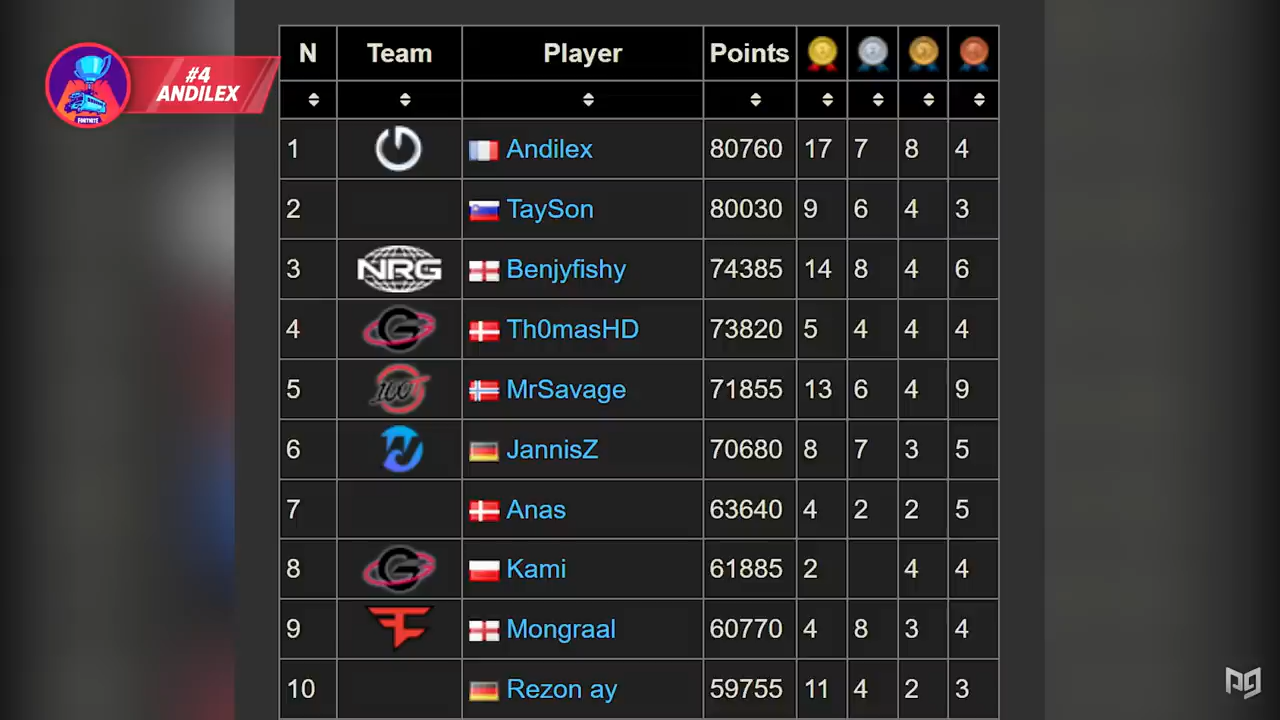 #4
ANDILEX
FORTNITE
N Team Player Points
1 Andilex 80760 17 7 8 4
2 TaySon 80030 9 6 4 3
3 NRG Benjyfishy 74385 14 8 4 6
4 Th0masHD 73820 5 4 4 4
5 100T MrSavage 71855 13 6 4 9
6 JannisZ 70680 8 7 3 5
7 Anas 63640 4 2 2 5
8 Kami 61885 2 4 4
9 Mongraal 60770 4 8 3 4
10 Rezon ay 59755 11 4 2 3